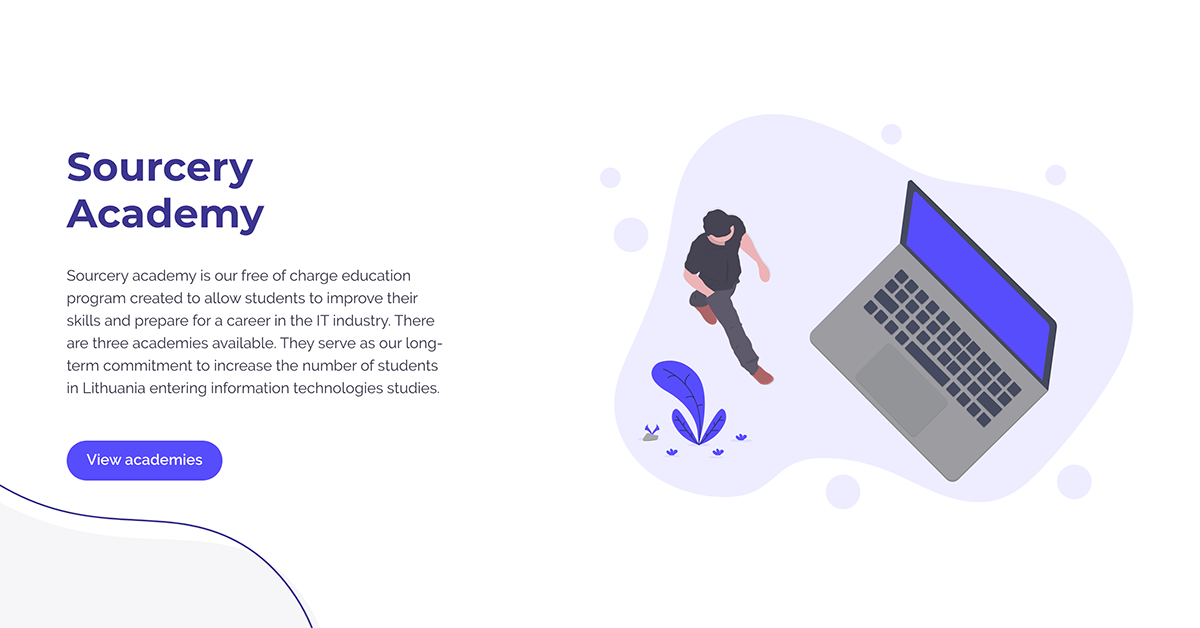 Sourcery
Academy
Sourcery academy is our free of charge education
program created to allow students to improve their
skills and prepare for a career in the IT industry. There
are three academies available. They serve as our long-
term commitment to increase the number of students
in Lithuania entering information technologies studies.
View academies